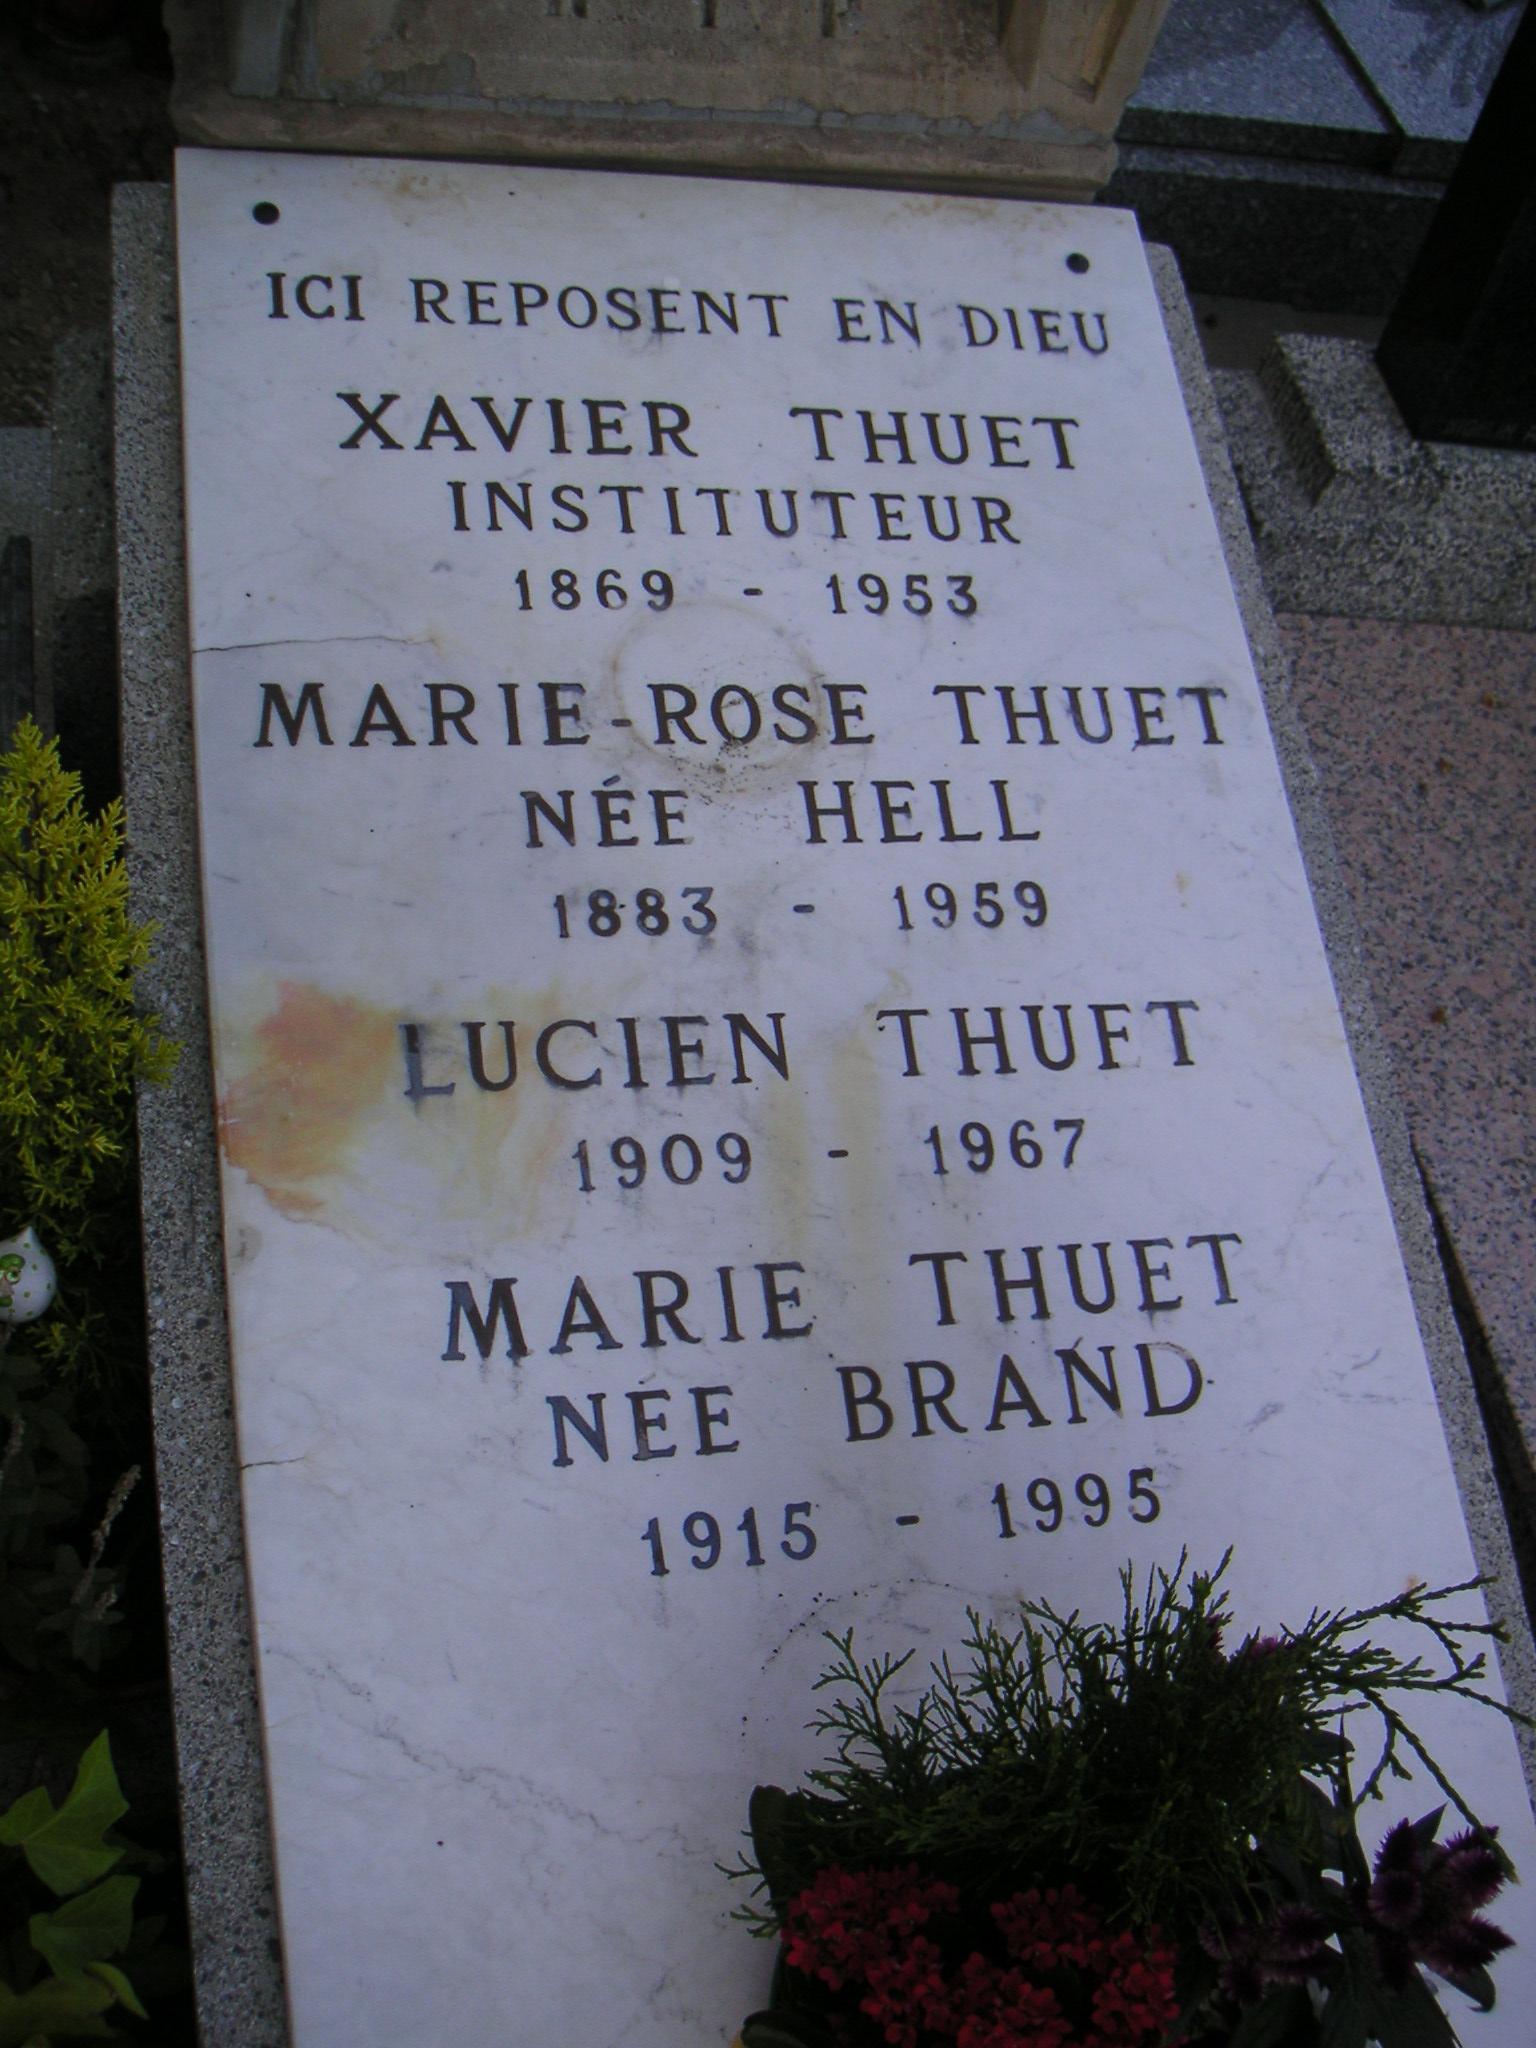 ICI REPOSENT EN DIEU
XAVIER THUET
INSTITUTEUR
1869 - 1953
MARIE-ROSE THUET
NÉE HELL
1883 - 1959
LUCIEN THUET
1909 - 1967
MARIE THUET
NÉE BRAND
1915 - 1995